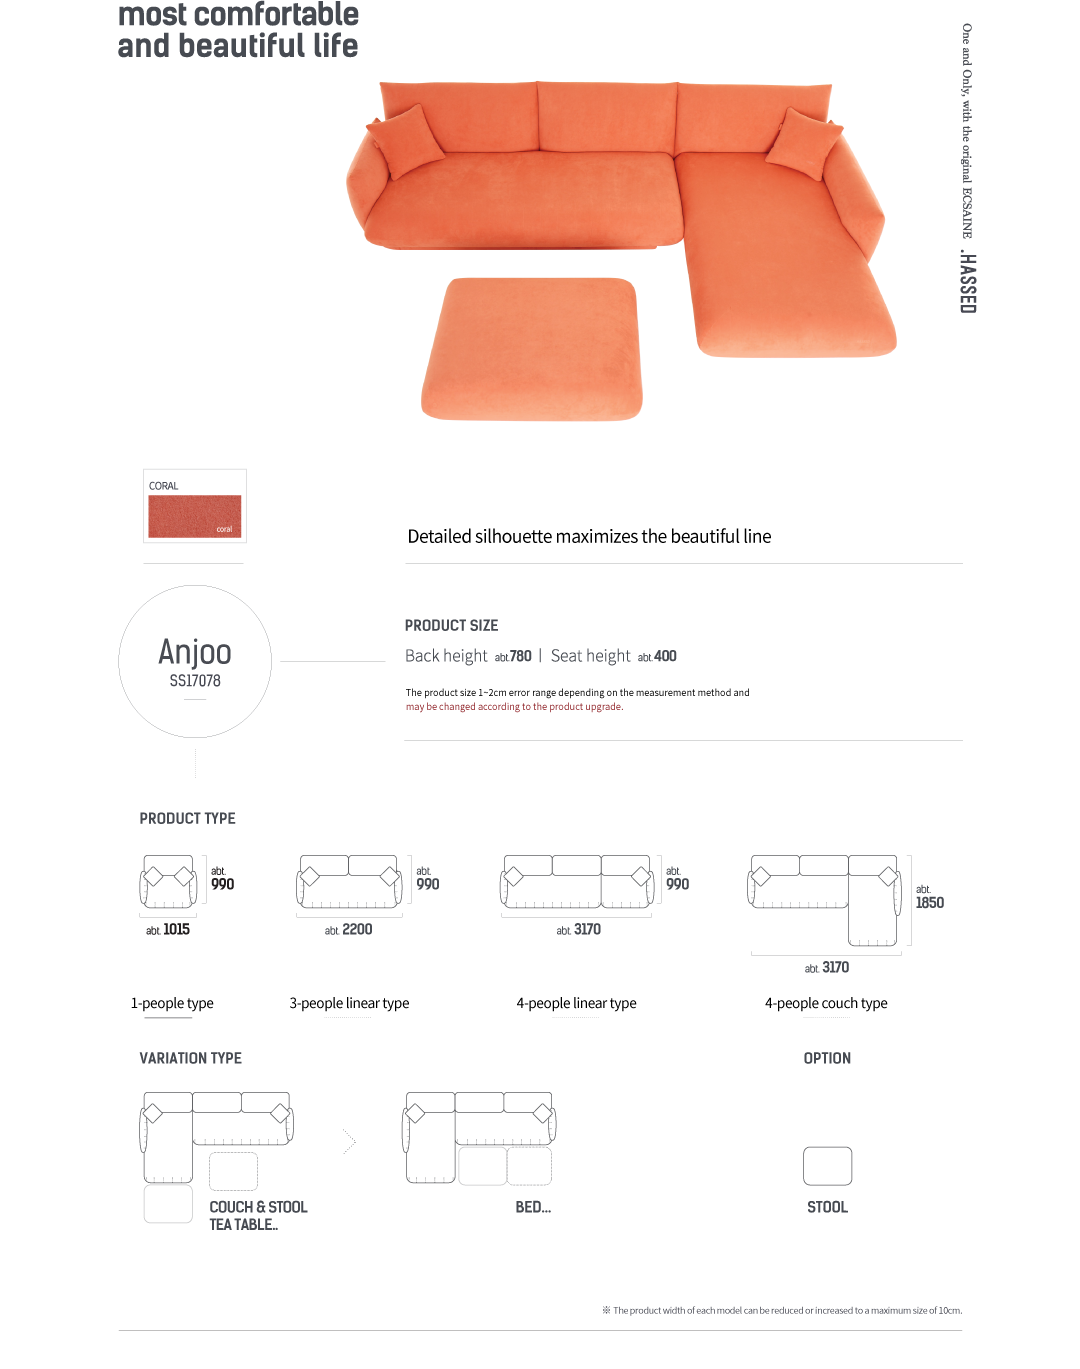 most comfortable
and beautiful life
One and Only, with the original ECSAINE .HASSED
CORAL
coral
Detailed silhouette maximizes the beautiful line
Anjoo
SS17078
PRODUCT SIZE
Back height abt.780 | Seat height abt.400
The product size 1~2cm error range depending on the measurement method and
may be changed according to the product upgrade.
PRODUCT TYPE
abt.
990
abt. 1015
abt.
990
abt. 2200
abt.
990
abt. 3170
abt.
1850
abt. 3170
1-people type
3-people linear type
4-people linear type
4-people couch type
VARIATION TYPE
OPTION
COUCH & STOOL
TEA TABLE..
BED...
STOOL
※ The product width of each model can be reduced or increased to a maximum size of 10cm.